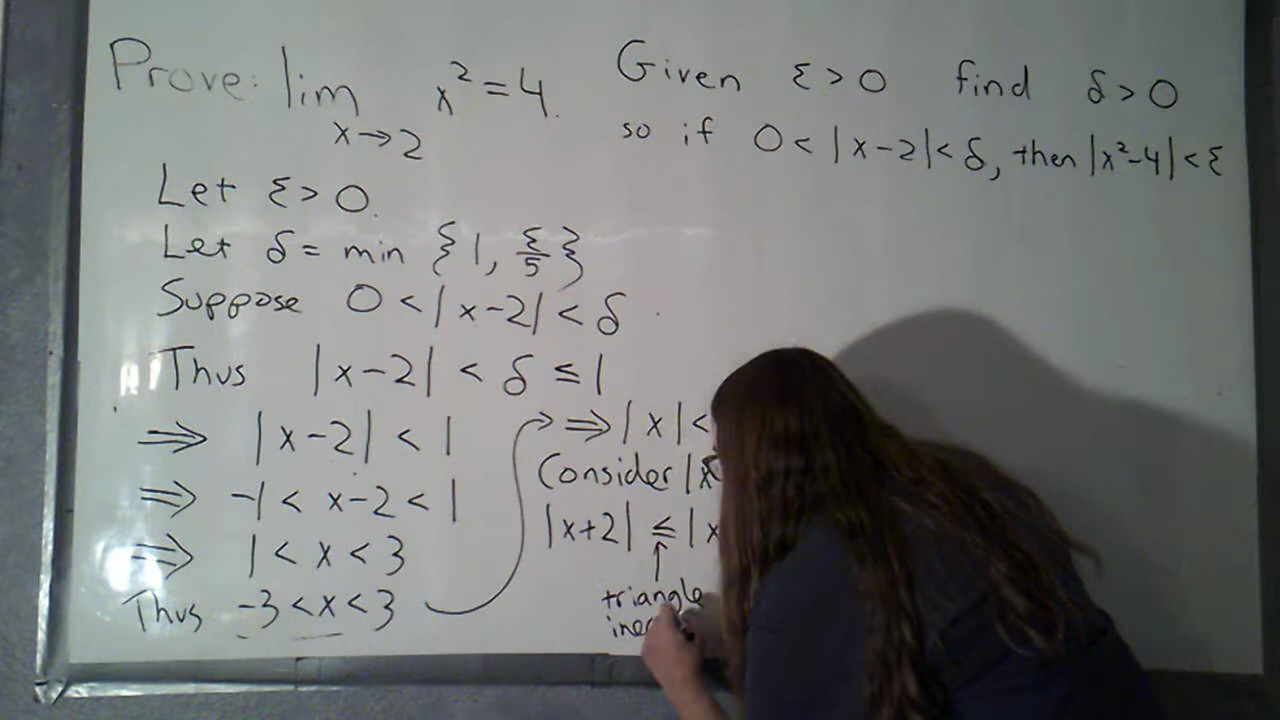 Prove: lim x² = 4.
x→2
Given ε > 0 find δ > 0
so if 0 < |x-2| < δ, then |x²-4| < ε
Let ε > 0.
Let δ = min {1, ε/5}
Suppose 0 < |x-2| < δ
Thus |x-2| < δ ≤ 1
⇒ |x-2| < 1
⇒ -1 < x-2 < 1
⇒ 1 < x < 3
Thus -3 < x < 3
⇒ |x| <
Consider |x
|x+2| ≤ |x
↑
triangle